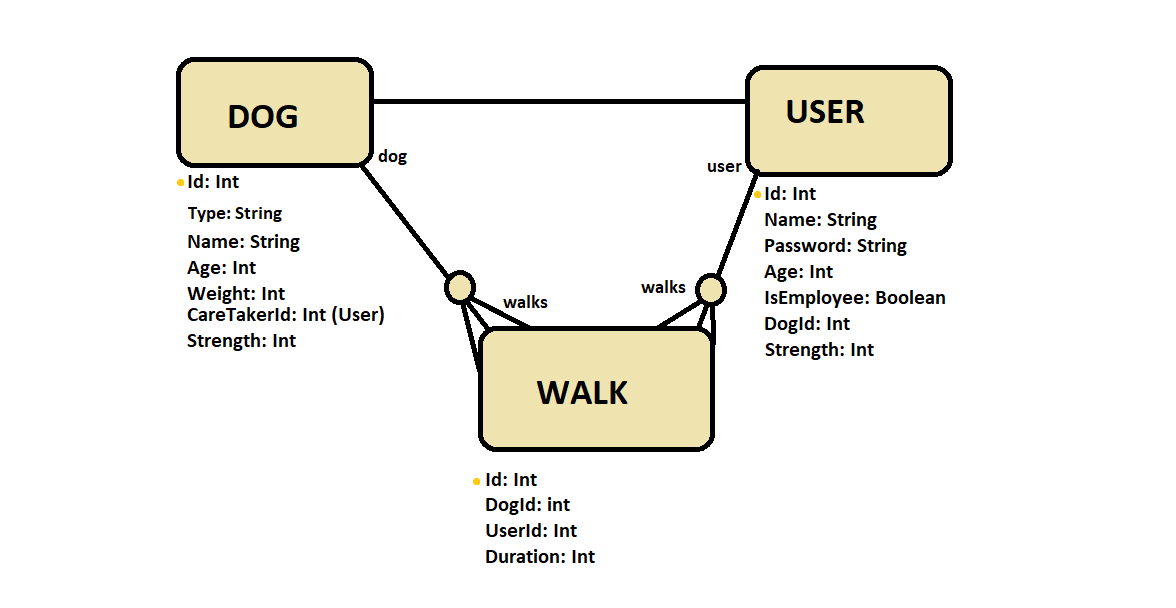 DOG
dog
Id: Int
Type: String
Name: String
Age: Int
Weight: Int
CareTakerId: Int (User)
Strength: Int
USER
user
Id: Int
Name: String
Password: String
Age: Int
IsEmployee: Boolean
DogId: Int
Strength: Int
walks
walks
WALK
Id: Int
DogId: int
UserId: Int
Duration: Int